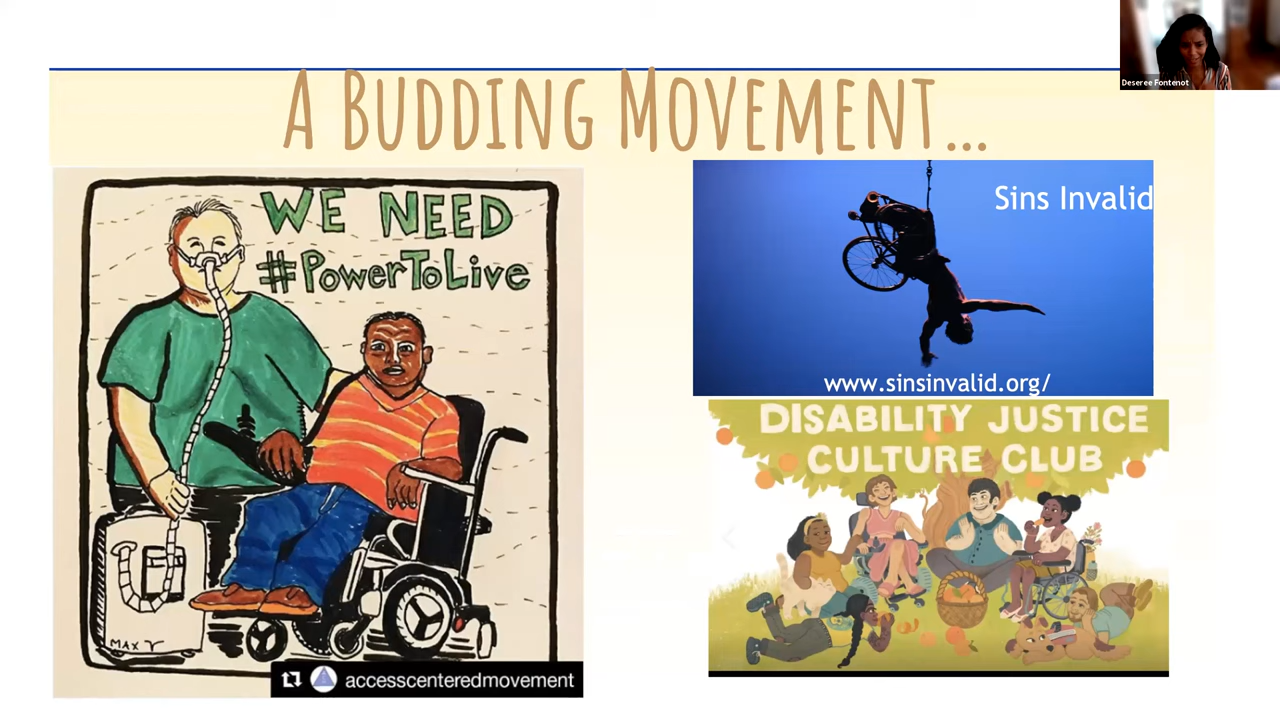 Deseree Fontenot
A Budding Movement...
WE NEED
#PowerToLive
MAX
accesscenteredmovement
Sins Invalid
www.sinsinvalid.org/
DISABILITY JUSTICE
CULTURE CLUB